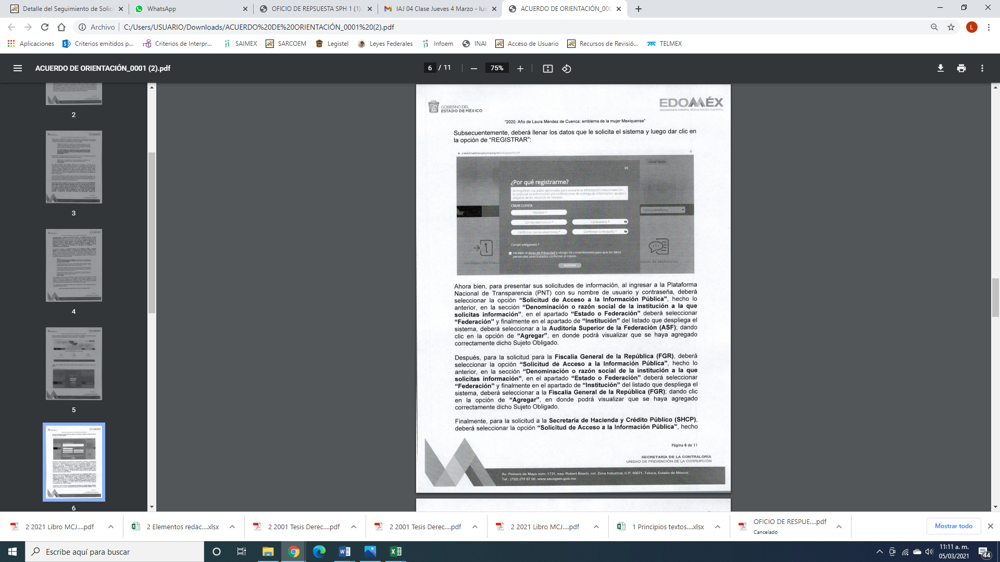 Detalle del Seguimiento de Solici
WhatsApp
OFICIO DE REPSUESTA SPH 1 (1).
IAJ 04 Clase Jueves 4 Marzo - luis
ACUERDO DE ORIENTACIÓN_000
Archivo
C:/Users/USUARIO/Downloads/ACUERDO%20DE%20ORIENTACIÓN_0001%20(2).pdf
L
Aplicaciones
Criterios emitidos p...
Criterios de Interpr...
SAIMEX
SARCOEM
Legistel
Leyes Federales
Infoem
INAI
Acceso de Usuario
Recursos de Revisió...
TELMEX
ACUERDO DE ORIENTACIÓN_0001 (2).pdf
6 / 11
75%
2
3
4
5
6
GOBIERNO DEL
ESTADO DE MÉXICO
EDOMÉX
DECISIONES FIRMES, RESULTADOS FUERTES.
"2020. Año de Laura Méndez de Cuenca; emblema de la mujer Mexiquense"
Subsecuentemente, deberá llenar los datos que le solicita el sistema y luego dar clic en
la opción de "REGISTRAR":
¿Por qué registrarme?
Se requieren tus datos personales para enviarte la información relacionada con
tu solicitud de información y/o notificaciones de entrega de información, quejas o
alegatos de los recursos de revisión.
CREAR CUENTA
Nombre *
Correo electrónico *
Contraseña *
Confirmar correo electrónico *
Confirmar contraseña *
Campo obligatorio *
He leído el Aviso de Privacidad y otorgo mi consentimiento para que los datos
personales sean tratados conforme al mismo.
REGISTRAR
Toda la plataforma
Ahora bien, para presentar sus solicitudes de información, al ingresar a la Plataforma
Nacional de Transparencia (PNT) con su nombre de usuario y contraseña, deberá
seleccionar la opción "Solicitud de Acceso a la Información Pública", hecho lo
anterior, en la sección "Denominación o razón social de la institución a la que
solicitas información", en el apartado "Estado o Federación" deberá seleccionar
"Federación" y finalmente en el apartado de "Institución" del listado que despliega el
sistema, deberá seleccionar a la Auditoría Superior de la Federación (ASF); dando
clic en la opción de "Agregar", en donde podrá visualizar que se haya agregado
correctamente dicho Sujeto Obligado.
Después, para la solicitud para la Fiscalía General de la República (FGR), deberá
seleccionar la opción "Solicitud de Acceso a la Información Pública", hecho lo
anterior, en la sección "Denominación o razón social de la institución a la que
solicitas información", en el apartado "Estado o Federación" deberá seleccionar
"Federación" y finalmente en el apartado de "Institución" del listado que despliega el
sistema, deberá seleccionar a la Fiscalía General de la República (FGR); dando clic
en la opción de "Agregar", en donde podrá visualizar que se haya agregado
correctamente dicho Sujeto Obligado.
Finalmente, para la solicitud a la Secretaría de Hacienda y Crédito Público (SHCP),
deberá seleccionar la opción "Solicitud de Acceso a la Información Pública", hecho
Página 6 de 11
SECRETARÍA DE LA CONTRALORÍA
UNIDAD DE PREVENCIÓN DE LA CORRUPCIÓN
Av. Primero de Mayo núm. 1731, esq. Robert Bosch, col. Zona Industrial, C.P. 50071, Toluca, Estado de México.
Tel.: (722) 275 67 00. www.secogem.gob.mx
2 2021 Libro MCJ....pdf
2 Elementos redac....xlsx
2 2001 Tesis Derec....pdf
2 2001 Tesis Derec....pdf
2 2021 Libro MCJ....pdf
1 Principios textos....xlsx
OFICIO DE RESPUE....pdf
Cancelado
Mostrar todo
Escribe aquí para buscar
11:11 a. m.
05/03/2021
44